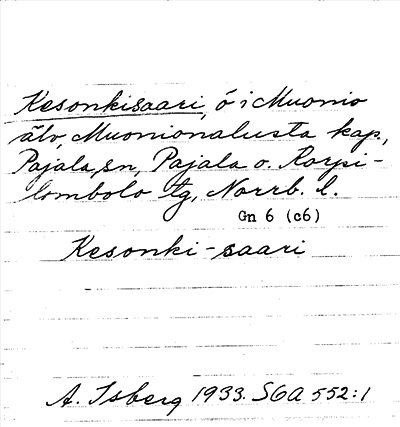 Kesonkisaari, ö i Muonio
älv, Muonionalusta kap.,
Pajala sn, Pajala o. Korpi-
lombolo tg, Norrb. l.
Gn 6 (c6)
Kesonki-saari
A. Isberg 1933. SOA 552:1